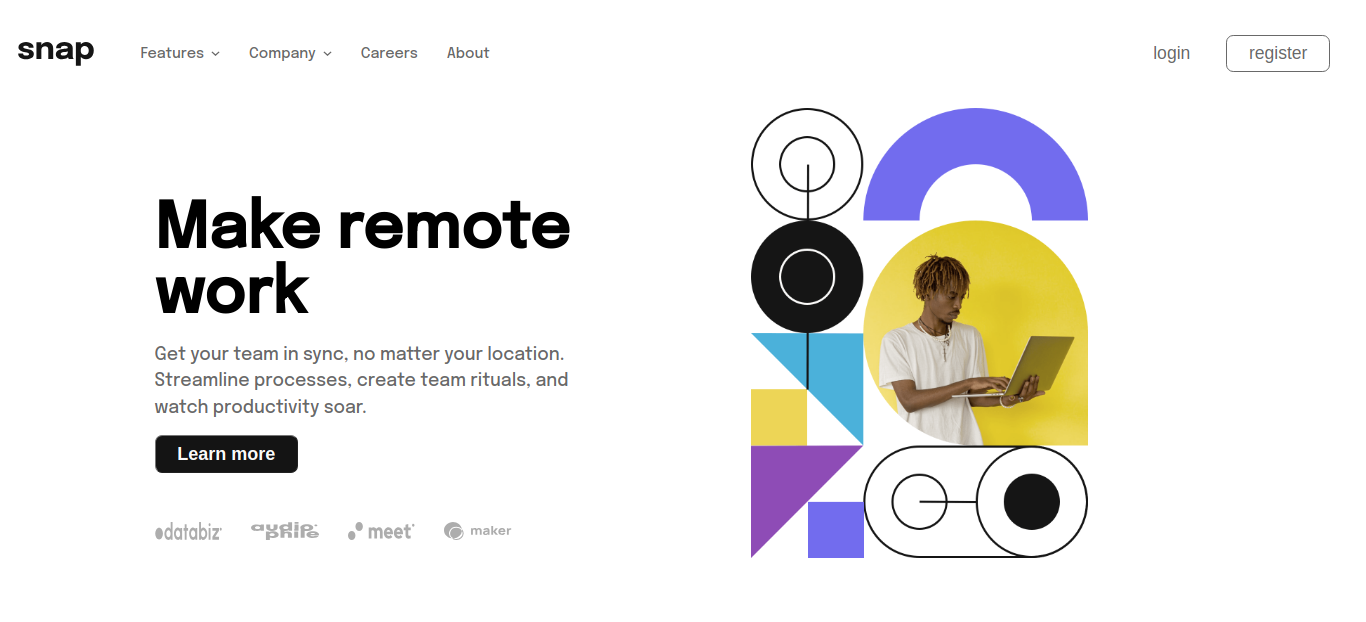 snap
Features
Company
Careers
About
login
register
Make remote
work
Get your team in sync, no matter your location.
Streamline processes, create team rituals, and
watch productivity soar.
Learn more
databiz
audiophile
meet
maker